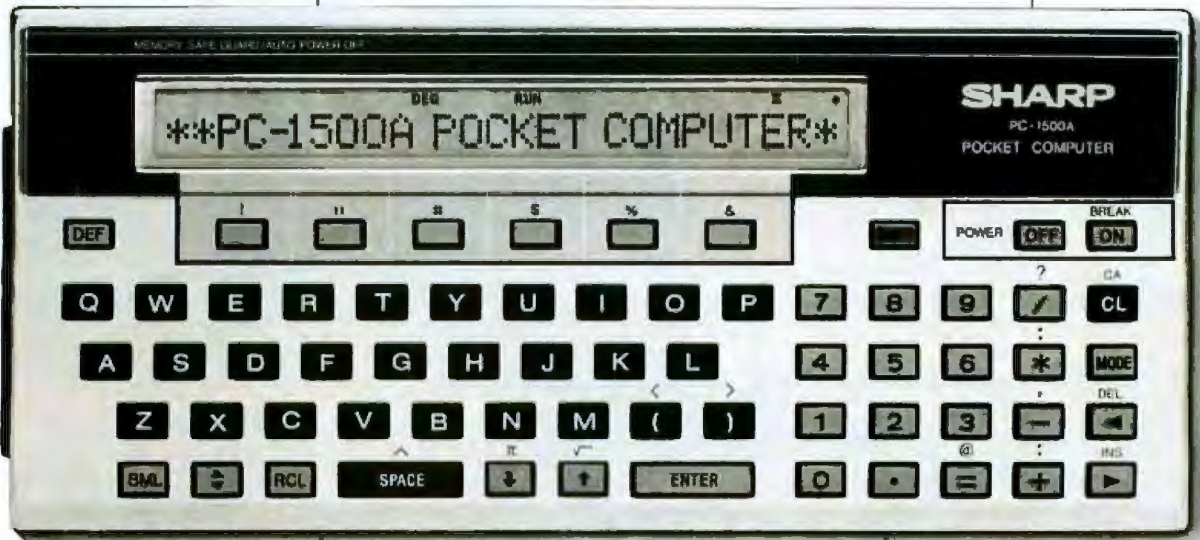 MEMORY SAFE GUARD/AUTO POWER OFF
SHARP
PC-1500A
POCKET COMPUTER
DEG RUN
**PC-1500A POCKET COMPUTER*
! " # $ % &
BREAK
DEF
POWER OFF ON
? CA
Q W E R T Y U I O P 7 8 9 / CL
:
A S D F G H J K L 4 5 6 * MODE
< > , DEL
Z X C V B N M ( ) 1 2 3 - ◀
^ π √ @ ; INS
SML ⇕ RCL SPACE ↓ ↑ ENTER 0 • = + ▶